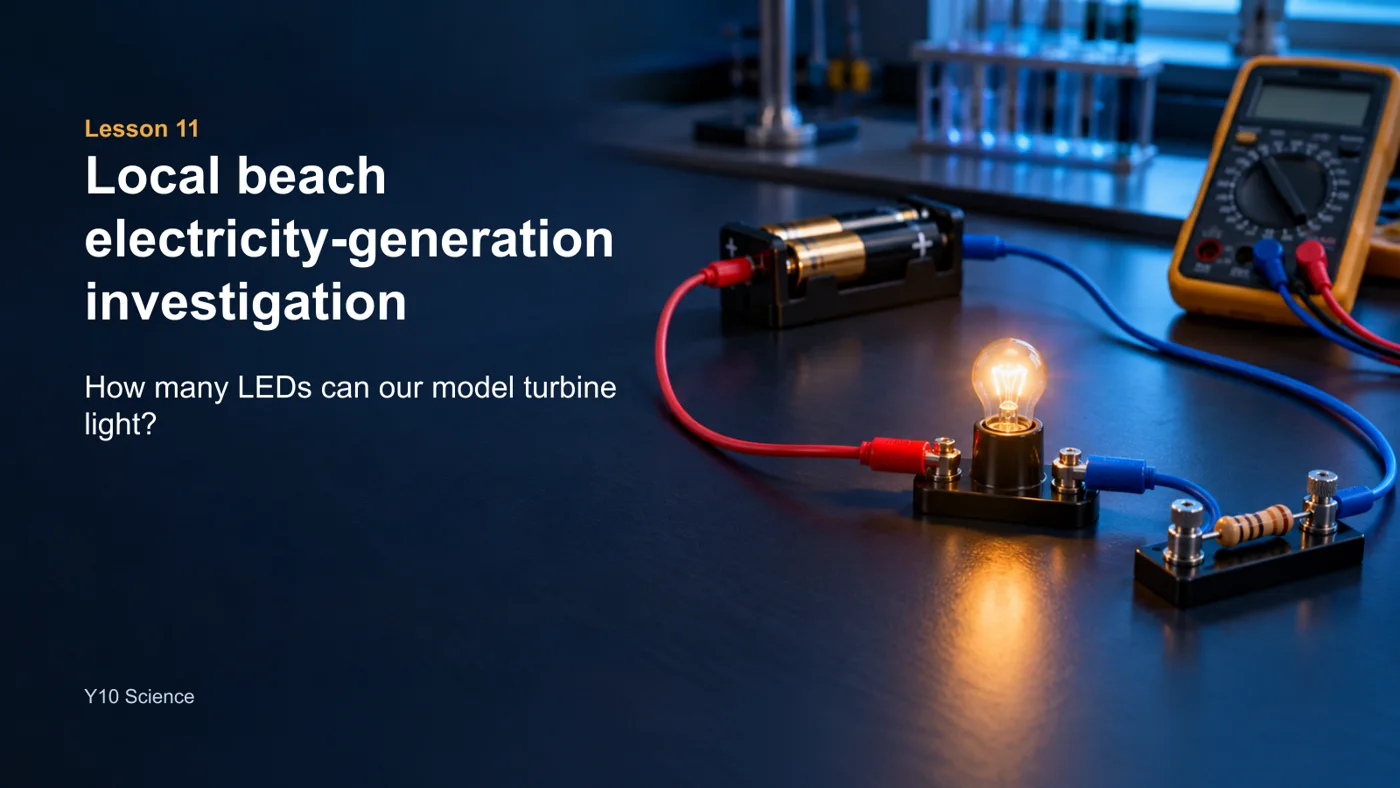 Lesson 11
Local beach
electricity-generation
investigation
How many LEDs can our model turbine
light?
Y10 Science